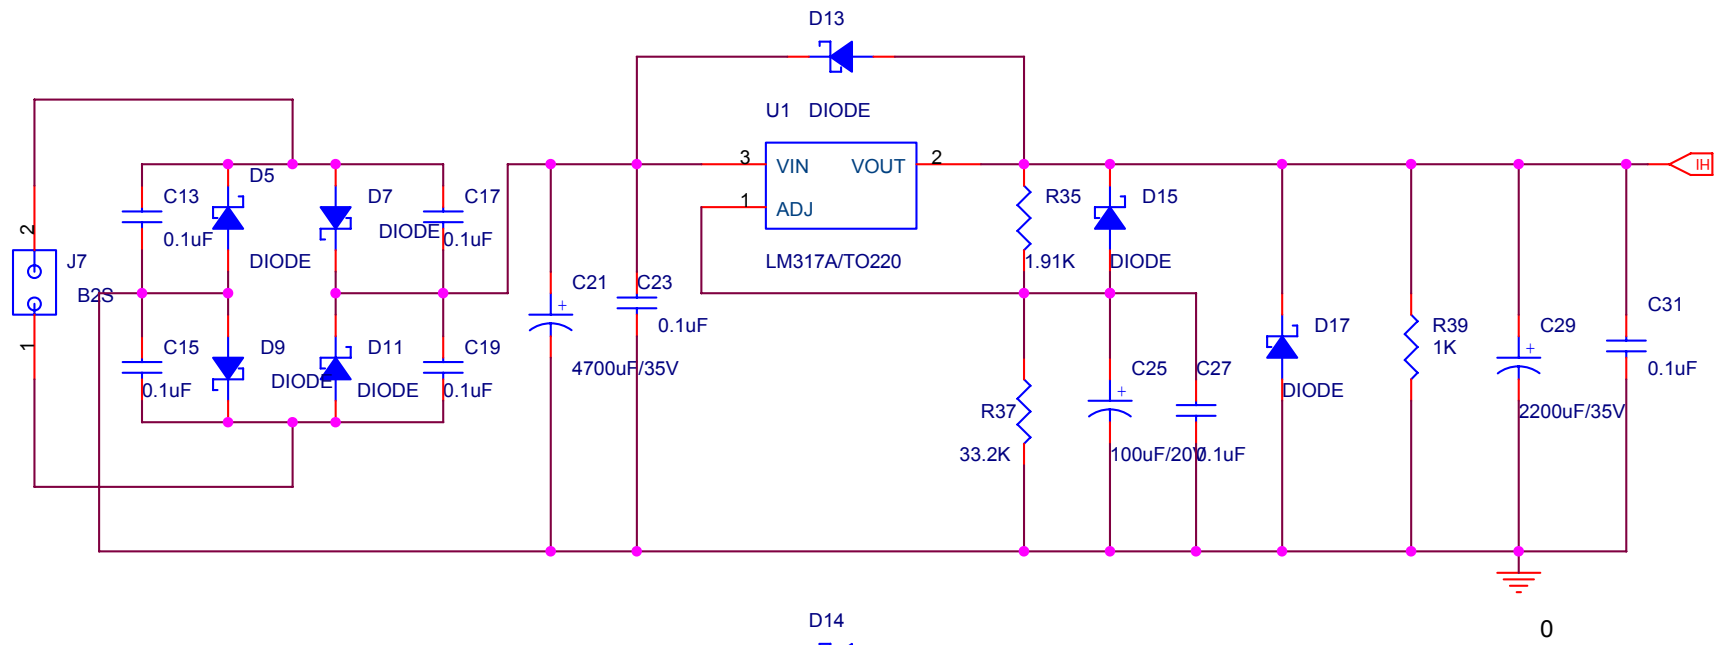 D13
U1 DIODE
3 VIN VOUT 2
1 ADJ
LM317A/TO220
IH
D5
C13
D7
C17
0.1uF
DIODE
0.1uF
DIODE
2
J7
B2S
1
C15
D9
D11
C19
0.1uF
DIODE
DIODE
0.1uF
C21
+
4700uF/35V
C23
0.1uF
R35
1.91K
D15
DIODE
R37
33.2K
C25
+
100uF/20V
C27
0.1uF
D17
DIODE
R39
1K
C29
+
2200uF/35V
C31
0.1uF
0
D14